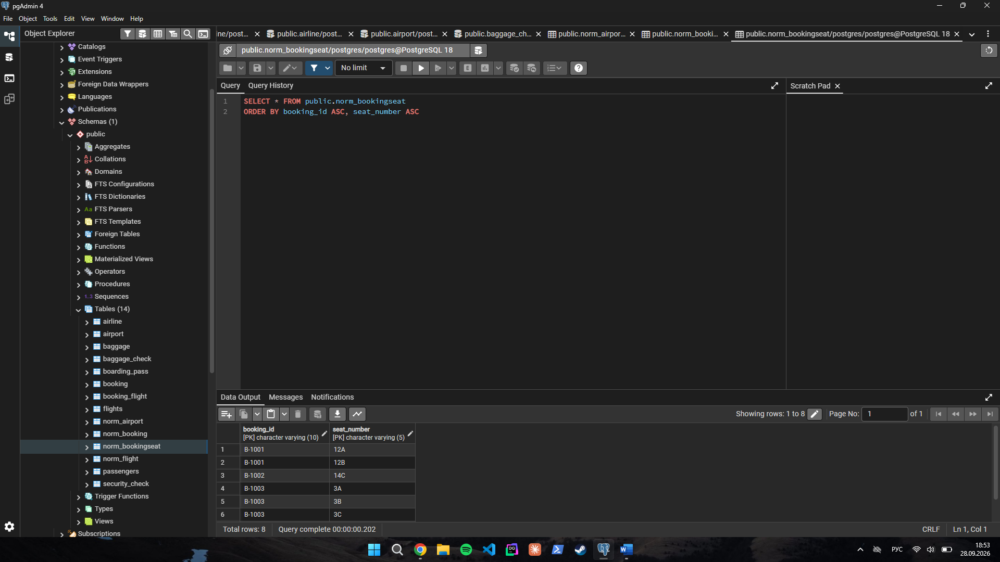 pgAdmin 4
File Object Tools Edit View Window Help
Object Explorer
Catalogs
Event Triggers
Extensions
Foreign Data Wrappers
Languages
Publications
Schemas (1)
public
Aggregates
Collations
Domains
FTS Configurations
FTS Dictionaries
Aa FTS Parsers
FTS Templates
Foreign Tables
Functions
Materialized Views
Operators
Procedures
1..3 Sequences
Tables (14)
airline
airport
baggage
baggage_check
boarding_pass
booking
booking_flight
flights
norm_airport
norm_booking
norm_bookingseat
norm_flight
passengers
security_check
Trigger Functions
Types
Views
Subscriptions
ine/post... public.airline/post... public.airport/post... public.baggage_ch... public.norm_airpor... public.norm_booki... public.norm_bookingseat/postgres/postgres@PostgreSQL 18
public.norm_bookingseat/postgres/postgres@PostgreSQL 18
No limit
E
Query Query History
Scratch Pad
1 SELECT * FROM public.norm_bookingseat
2 ORDER BY booking_id ASC, seat_number ASC
Data Output Messages Notifications
Showing rows: 1 to 8 Page No: 1 of 1
booking_id seat_number
[PK] character varying (10) [PK] character varying (5)
1 B-1001 12A
2 B-1001 12B
3 B-1002 14C
4 B-1003 3A
5 B-1003 3B
6 B-1003 3C
Total rows: 8 Query complete 00:00:00.202 CRLF Ln 1, Col 1
DG
РУС
18:53
28.09.2026